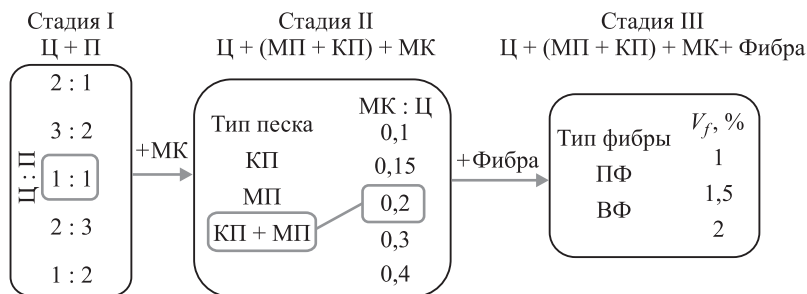 Стадия I
Ц + П
Ц : П
2 : 1
3 : 2
1 : 1
2 : 3
1 : 2
+МК
Стадия II
Ц + (МП + КП) + МК
Тип песка
КП
МП
КП + МП
МК : Ц
0,1
0,15
0,2
0,3
0,4
+Фибра
Стадия III
Ц + (МП + КП) + МК+ Фибра
Тип фибры
ПФ
ВФ
V_f, %
1
1,5
2